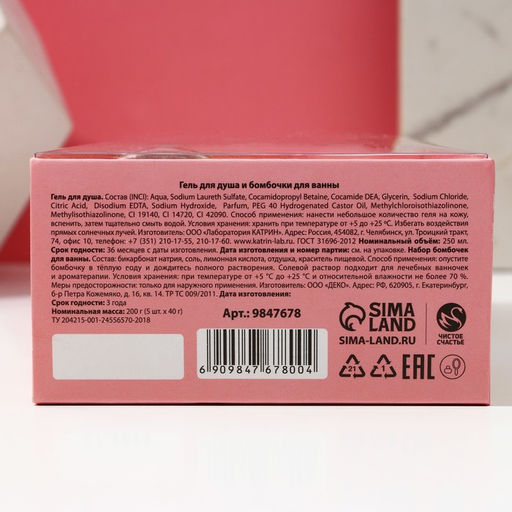 Гель для душа и бомбочки для ванны
Гель для душа. Состав (INCI): Aqua, Sodium Laureth Sulfate, Cocamidopropyl Betaine, Cocamide DEA, Glycerin, Sodium Chloride,
Citric Acid, Disodium EDTA, Sodium Hydroxide, Parfum, PEG 40 Hydrogenated Castor Oil, Methylchloroisothiazolinone,
Methylisothiazolinone, CI 19140, CI 14720, CI 42090. Способ применения: нанести небольшое количество геля на кожу,
вспенить, затем тщательно смыть водой. Условия хранения: хранить при температуре от +5 до +25 °С. Избегать воздействия
прямых солнечных лучей. Изготовитель: ООО «Лаборатория КАТРИН». Адрес: Россия, 454082, г. Челябинск, ул. Троицкий тракт,
74, офис 10, телефон: +7 (351) 210-17-55, 210-17-60. www.katrin-lab.ru. ГОСТ 31696-2012 Номинальный объём: 250 мл.
Срок годности: 36 месяцев с даты изготовления. Дата изготовления и номер партии: см. на упаковке. Набор бомбочек
для ванны. Состав: бикарбонат натрия, соль, лимонная кислота, отдушка, краситель пищевой. Способ применения: опустите
бомбочку в тёплую воду и дождитесь полного растворения. Солевой раствор подходит для лечебных ванночек
и ароматерапии. Условия хранения: при температуре от +5 °С до +25 °С и относительной влажности не более 70 %.
Меры предосторожности: только для наружного применения. Изготовитель: ООО «ДЕКО». Адрес: РФ, 620905, г. Екатеринбург,
б-р Петра Кожемяко, д. 16, кв. 14. ТР ТС 009/2011. Дата изготовления:
Срок годности: 3 года
Номинальная масса: 200 г (5 шт. x 40 г)
ТУ 204215-001-24556570-2018
Арт.: 9847678
6 909847 678004
SIMA
LAND
SIMA-LAND.RU
ЧИСТОЕ
СЧАСТЬЕ
21
1
EAC